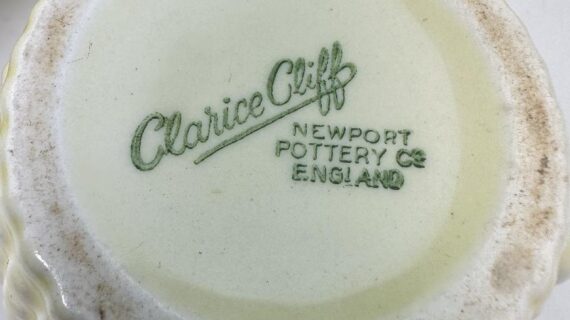 Clarice Cliff
NEWPORT
POTTERY Co
ENGLAND